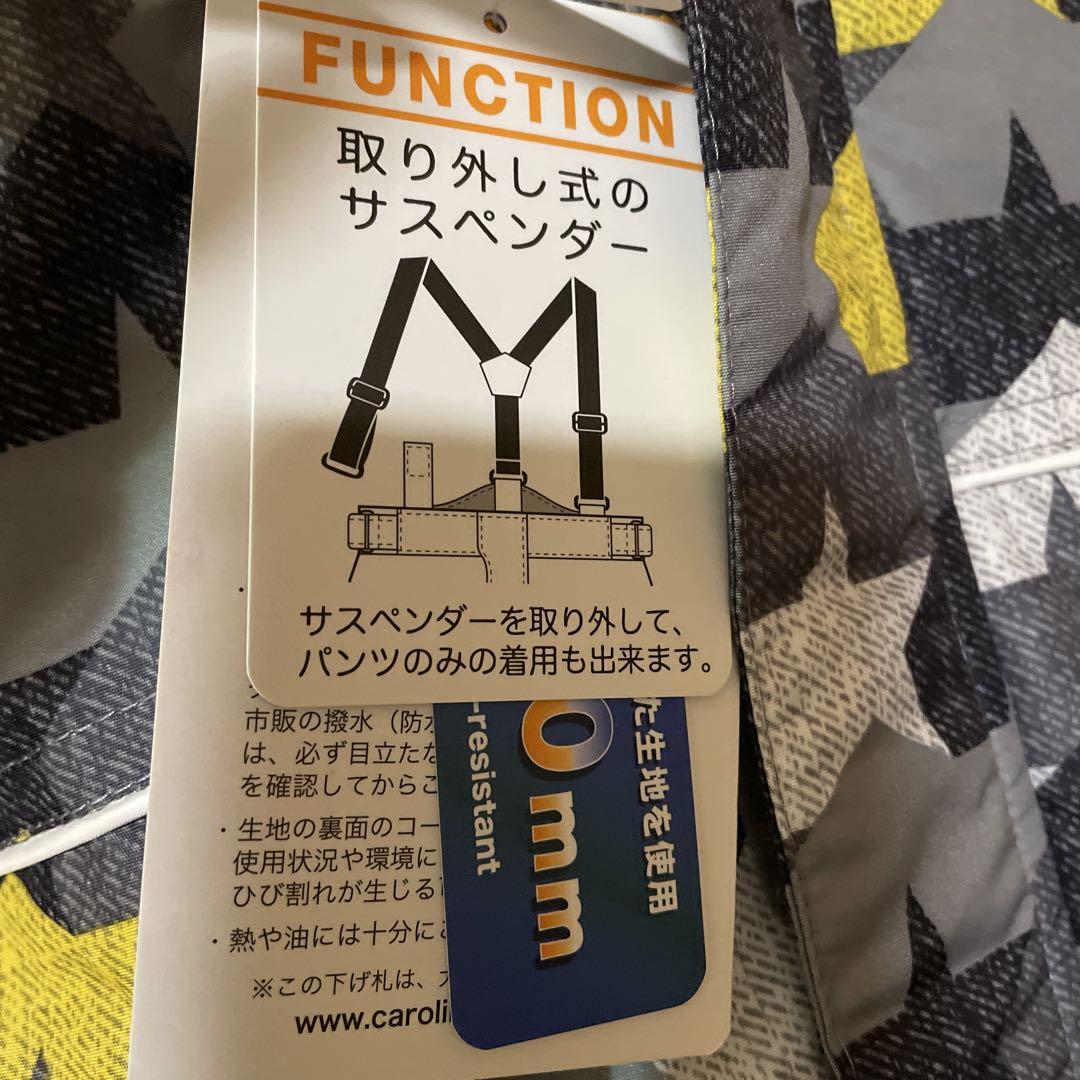 FUNCTION
取り外し式の
サスペンダー
サスペンダーを取り外して、
パンツのみの着用も出来ます。
市販の撥水（防
は、必ず目立たな
を確認してから
・生地の裏面のコー
使用状況や環境に
ひび割れが生じる
・熱や油には十分に
※この下げ札は、
www.caroli
た生地を使用
0mm
-resistant